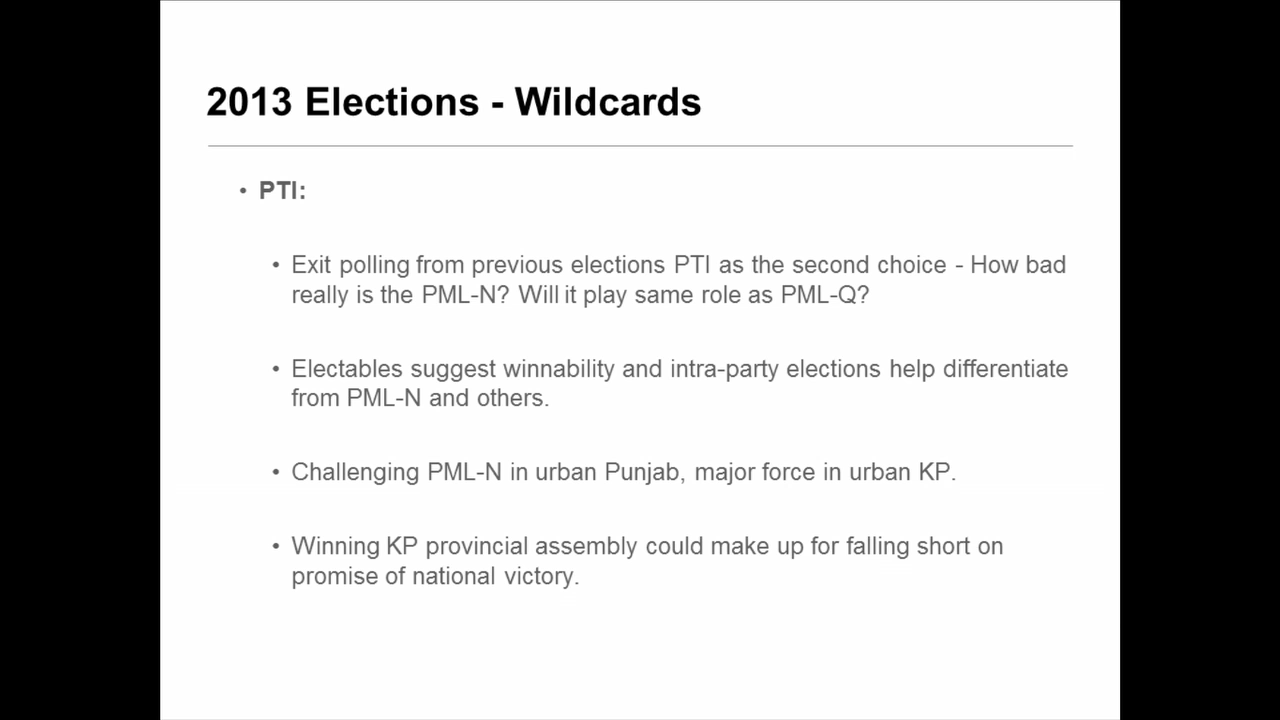 2013 Elections - Wildcards
• PTI:
• Exit polling from previous elections PTI as the second choice - How bad
really is the PML-N? Will it play same role as PML-Q?
• Electables suggest winnability and intra-party elections help differentiate
from PML-N and others.
• Challenging PML-N in urban Punjab, major force in urban KP.
• Winning KP provincial assembly could make up for falling short on
promise of national victory.